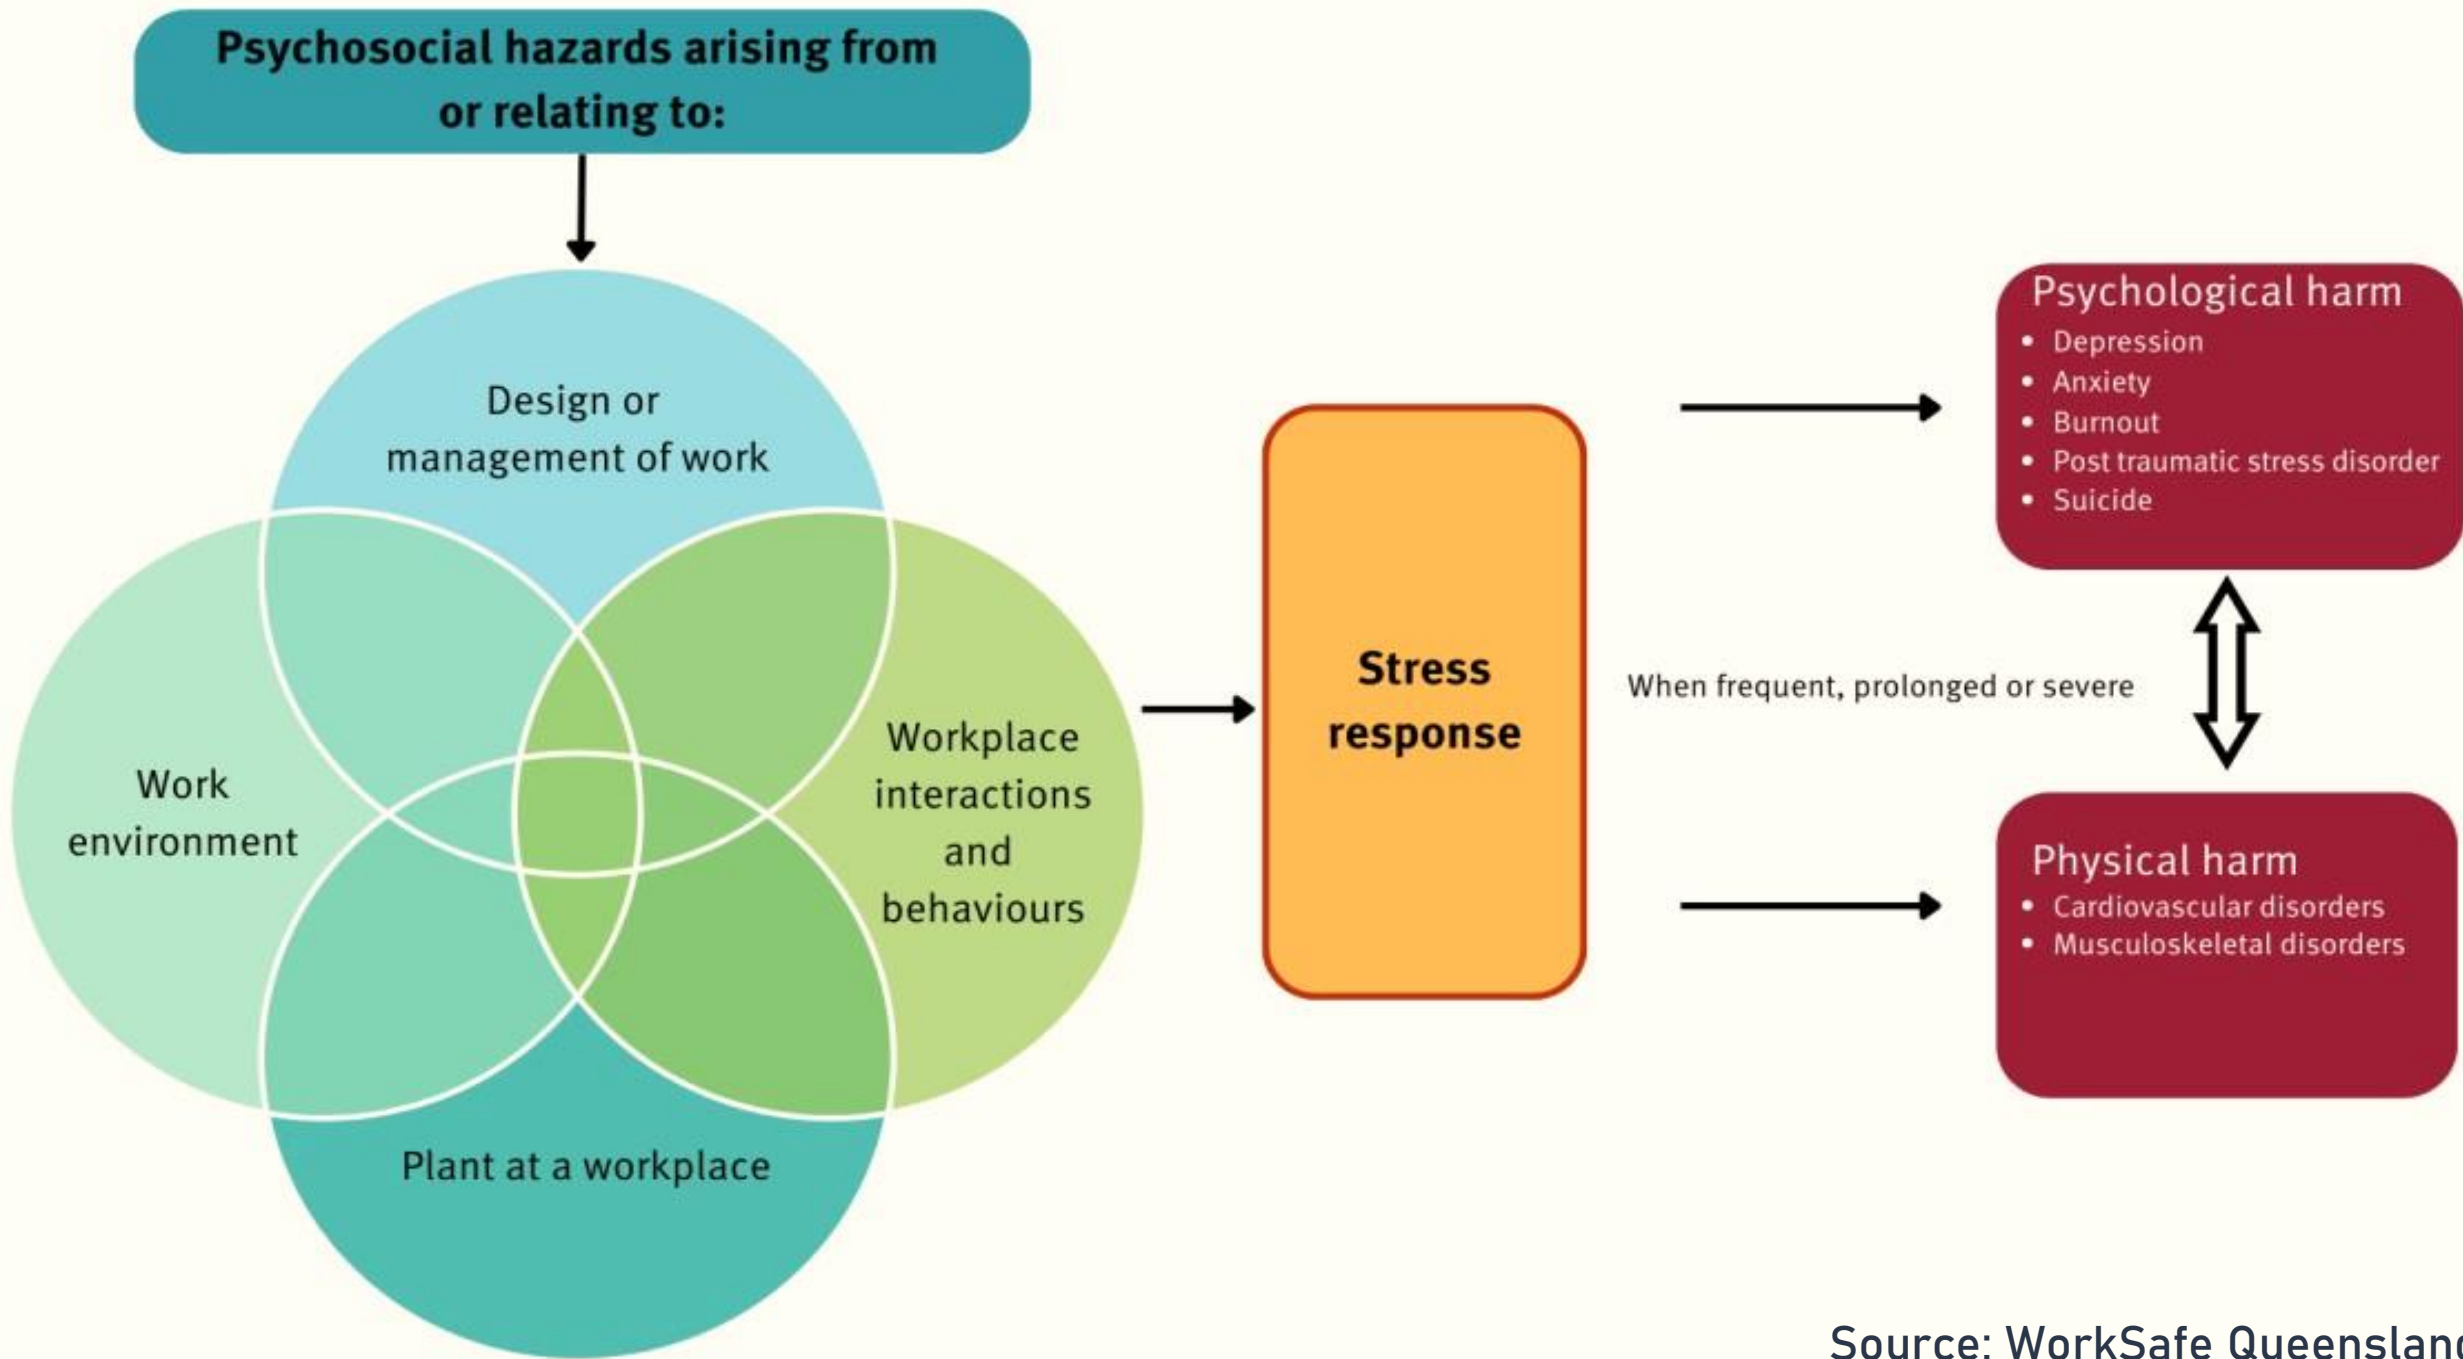 Psychosocial hazards arising from
or relating to:
Design or
management of work
Work
environment
Workplace
interactions
and
behaviours
Plant at a workplace
Stress
response
When frequent, prolonged or severe
Psychological harm
• Depression
• Anxiety
• Burnout
• Post traumatic stress disorder
• Suicide
Physical harm
• Cardiovascular disorders
• Musculoskeletal disorders
Source: WorkSafe Queensland